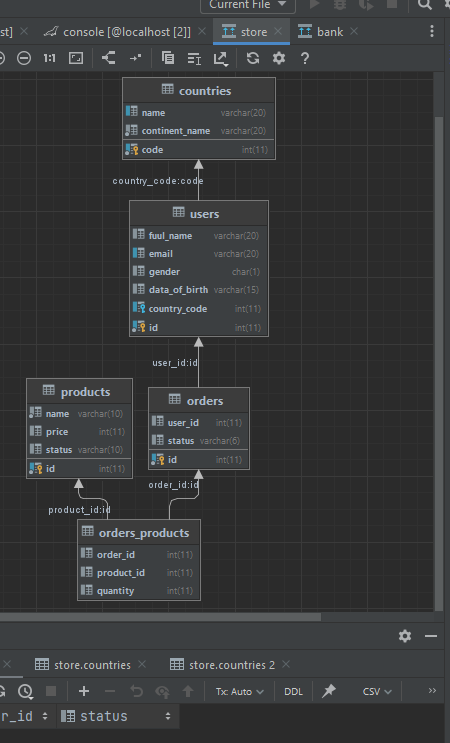 Current File
st]
console [@localhost [2]]
store
bank
1:1
countries
name varchar(20)
continent_name varchar(20)
code int(11)
country_code:code
users
fuul_name varchar(20)
email varchar(20)
gender char(1)
data_of_birth varchar(15)
country_code int(11)
id int(11)
user_id:id
products
name varchar(10)
price int(11)
status varchar(10)
id int(11)
orders
user_id int(11)
status varchar(6)
id int(11)
order_id:id
product_id:id
orders_products
order_id int(11)
product_id int(11)
quantity int(11)
store.countries
store.countries 2
Tx: Auto
DDL
CSV
r_id
status